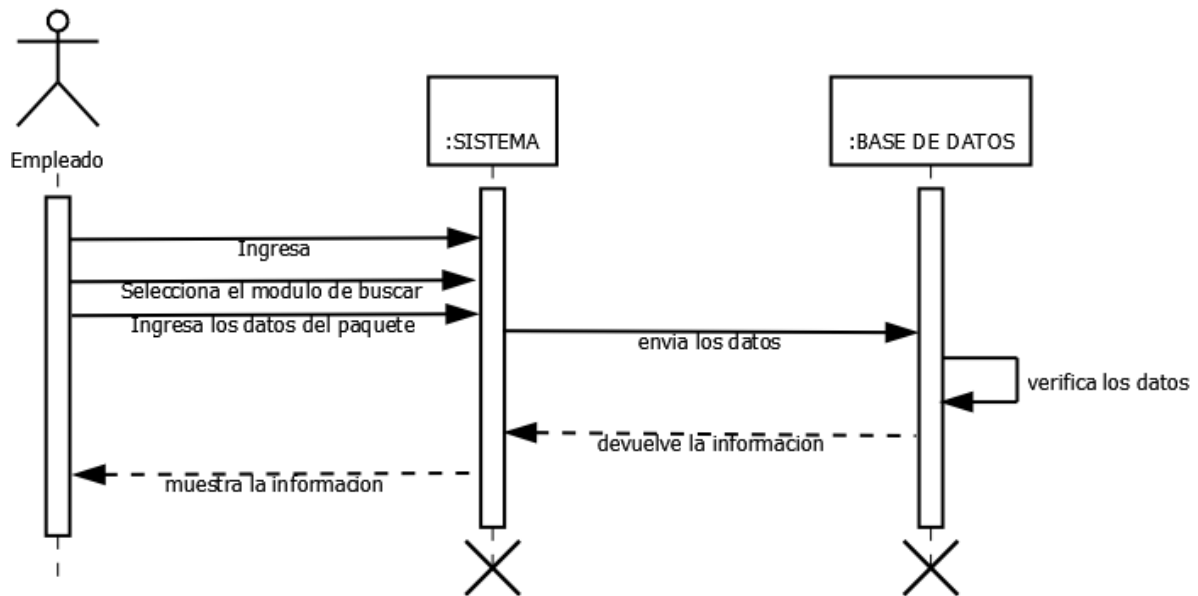 :SISTEMA
:BASE DE DATOS
Empleado
Ingresa
Selecciona el modulo de buscar
Ingresa los datos del paquete
envia los datos
verifica los datos
devuelve la informacion
muestra la informacion